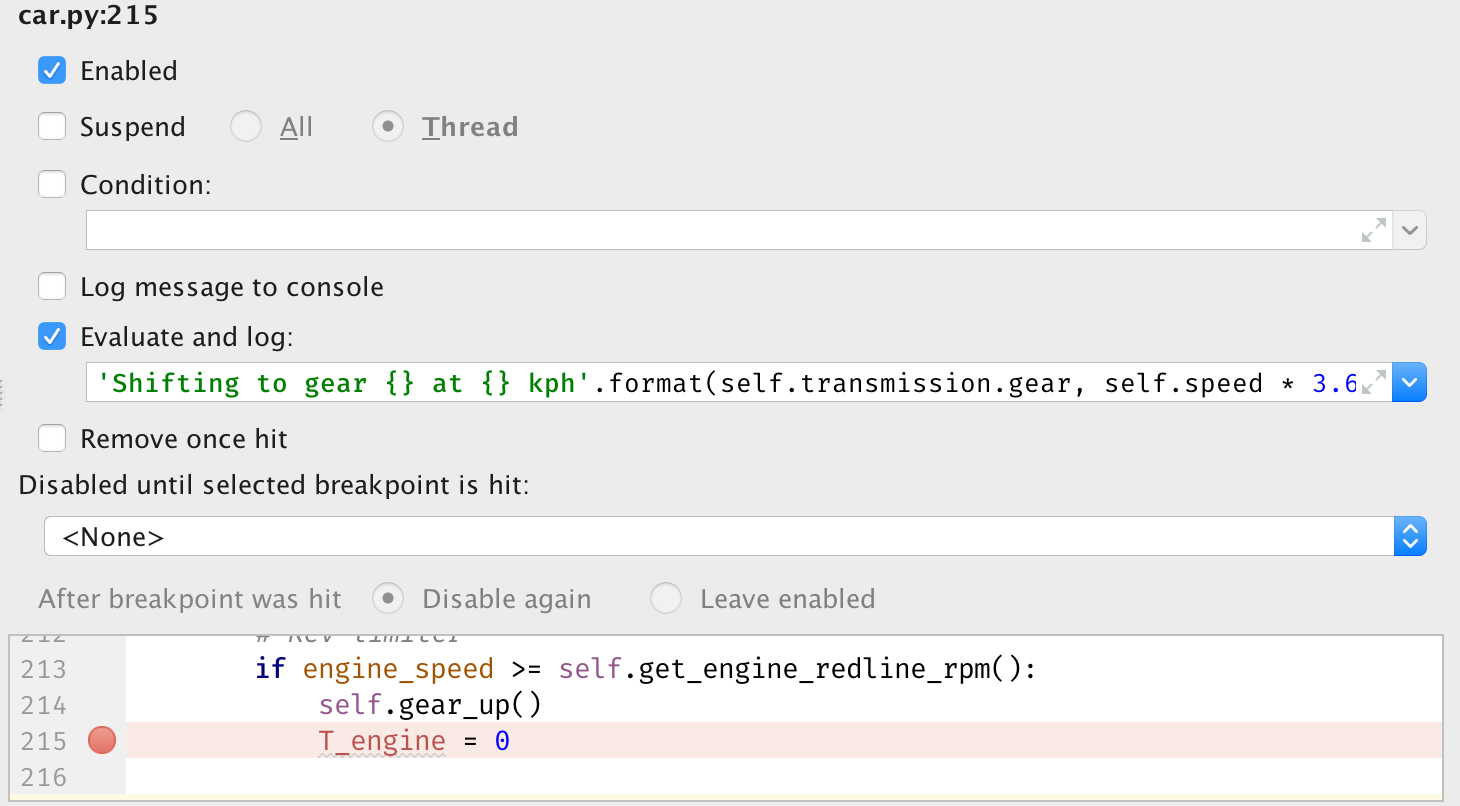 car.py:215
Enabled
Suspend All Thread
Condition:
Log message to console
Evaluate and log:
'Shifting to gear {} at {} kph'.format(self.transmission.gear, self.speed * 3.6
Remove once hit
Disabled until selected breakpoint is hit:
<None>
After breakpoint was hit Disable again Leave enabled
212 # Rev limiter
213 if engine_speed >= self.get_engine_redline_rpm():
214 self.gear_up()
215 T_engine = 0
216